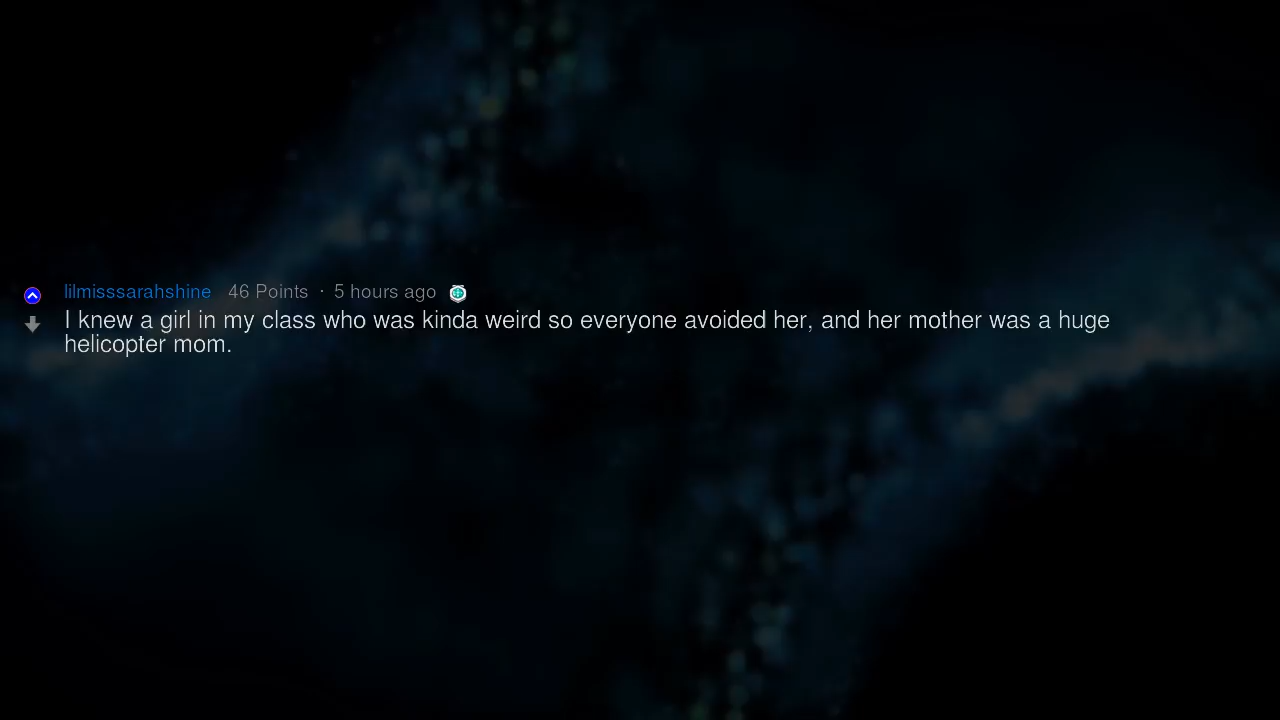 lilmisssarahshine 46 Points · 5 hours ago
I knew a girl in my class who was kinda weird so everyone avoided her, and her mother was a huge
helicopter mom.